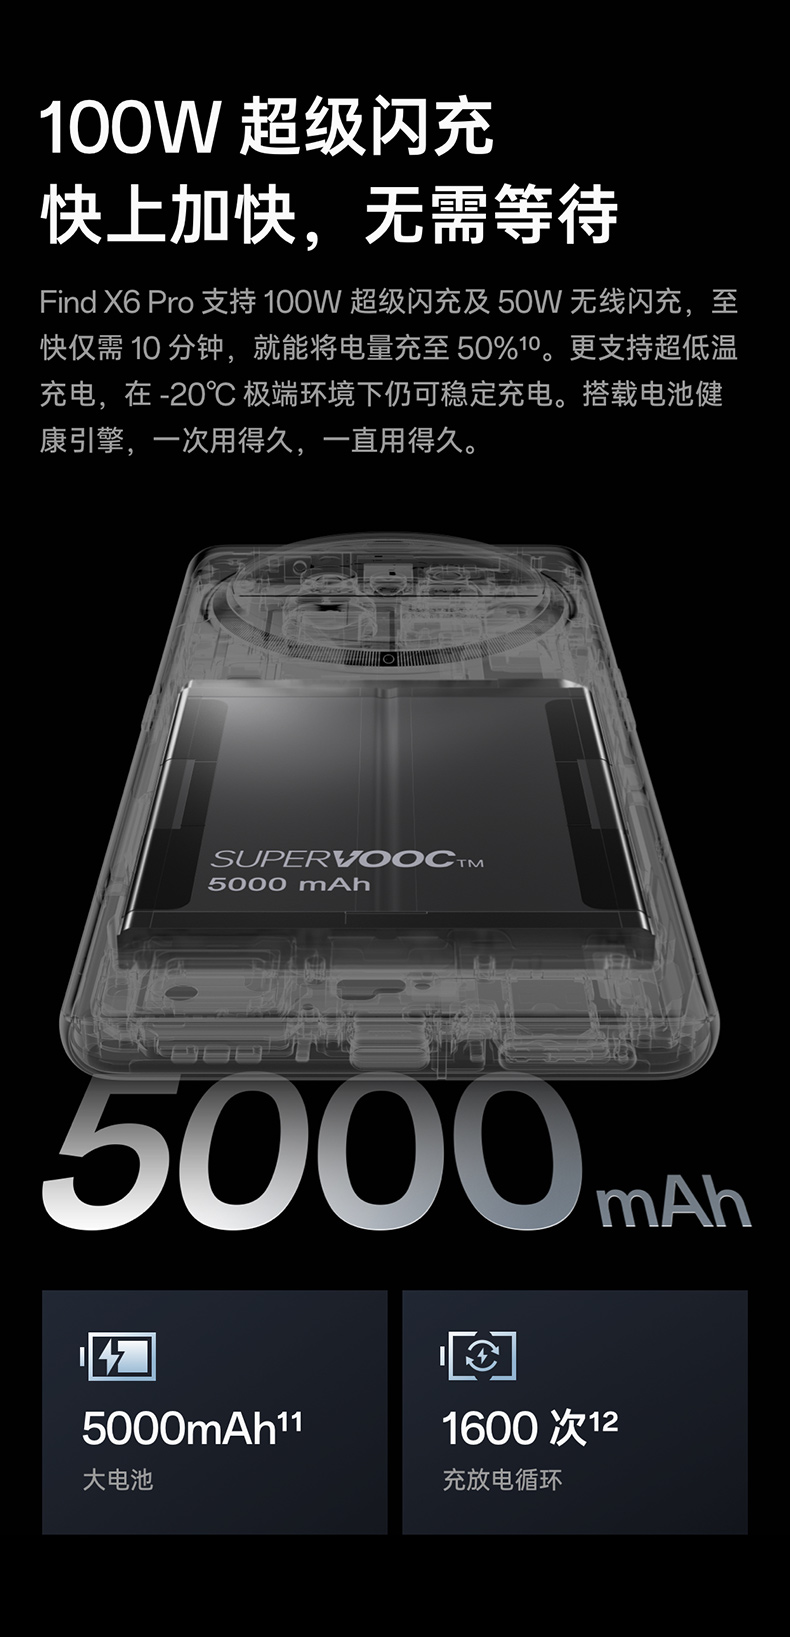 100W 超级闪充
快上加快，无需等待
Find X6 Pro 支持 100W 超级闪充及 50W 无线闪充，至
快仅需 10 分钟，就能将电量充至 50%¹⁰。更支持超低温
充电，在 -20℃ 极端环境下仍可稳定充电。搭载电池健
康引擎，一次用得久，一直用得久。
SUPERVOOC™
5000 mAh
5000 mAh
5000mAh¹¹
大电池
1600 次¹²
充放电循环